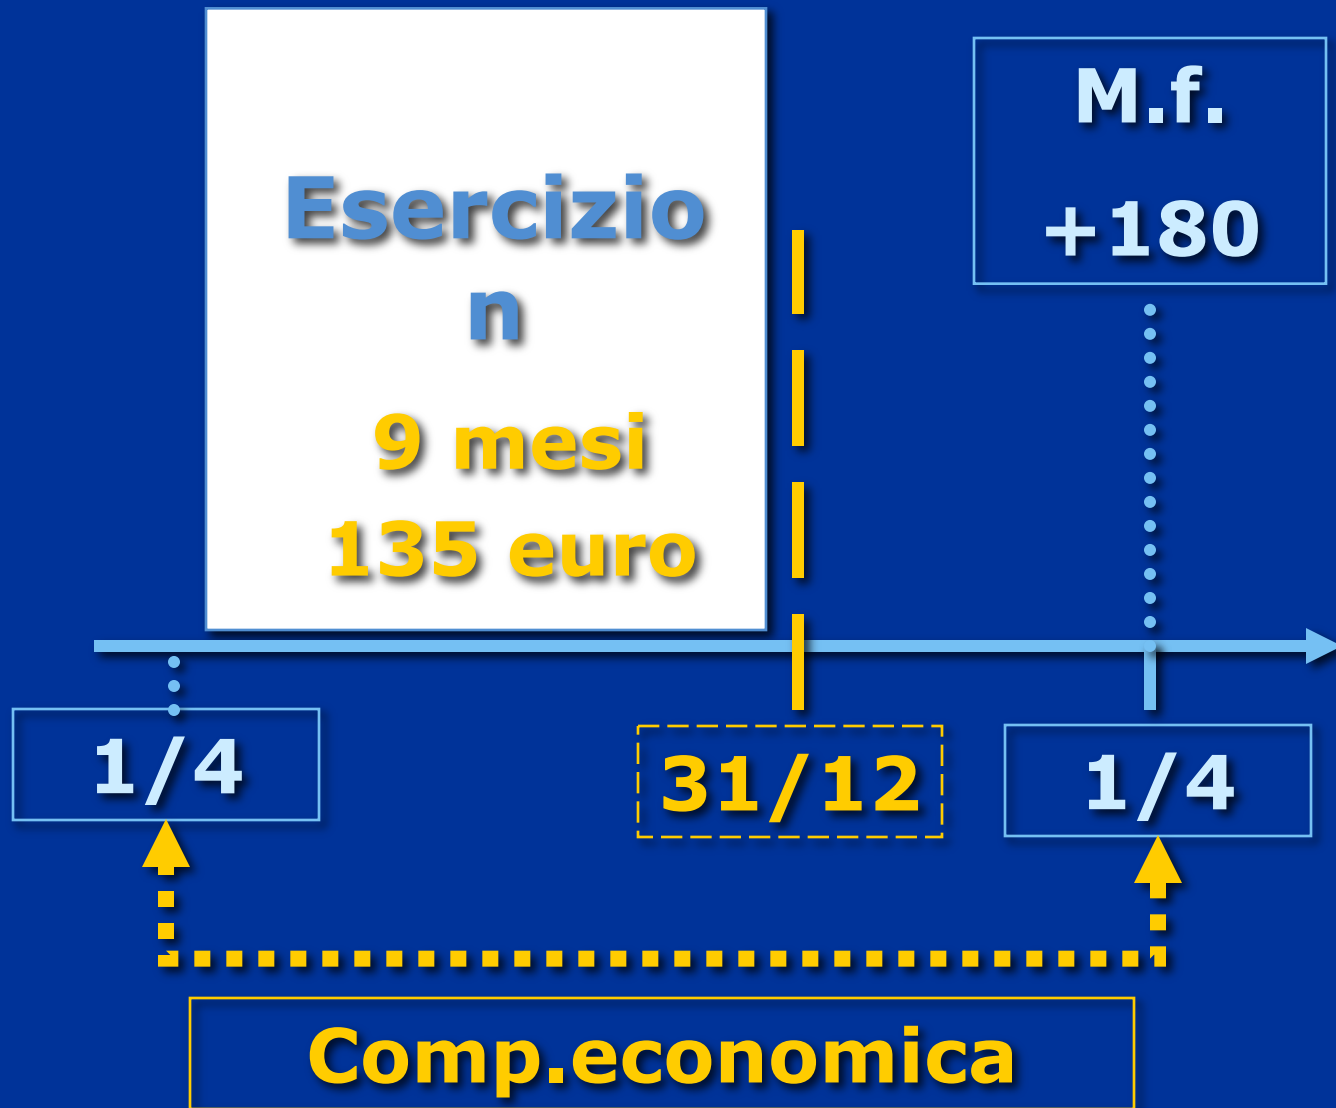 Esercizio
n
9 mesi
135 euro
M.f.
+180
1/4
31/12
1/4
Comp.economica